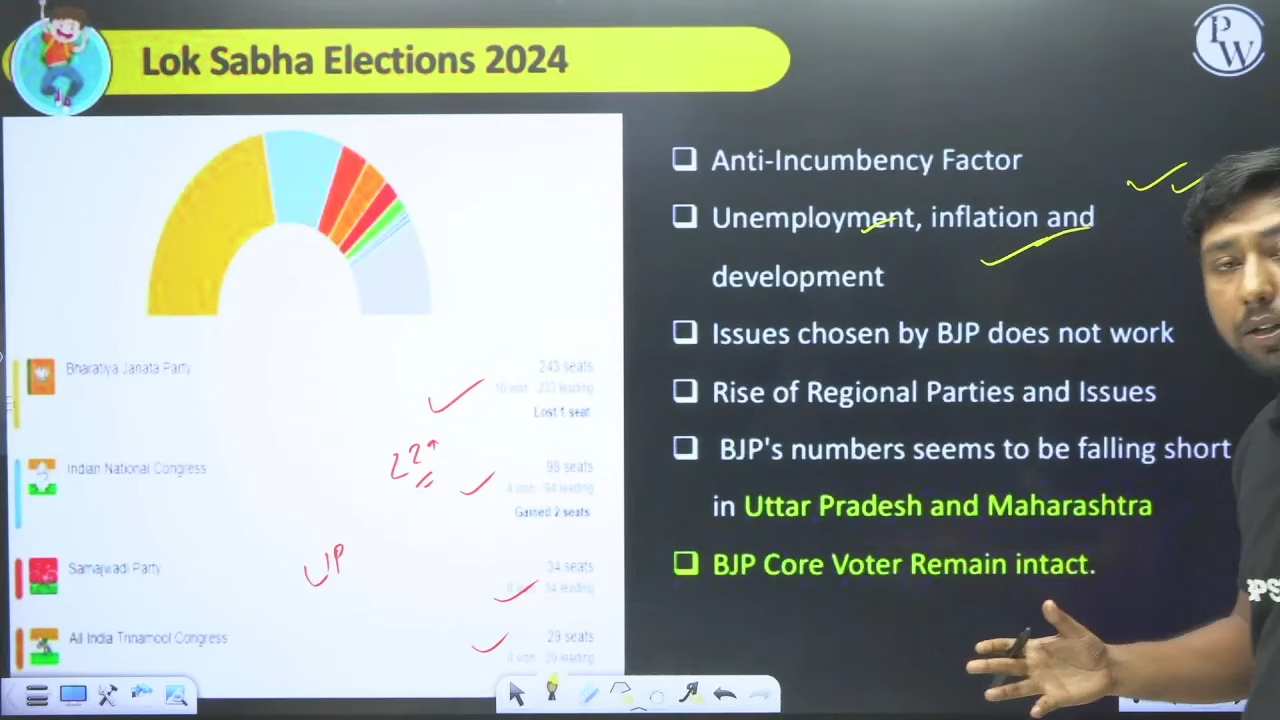 Lok Sabha Elections 2024
PW
Anti-Incumbency Factor
Unemployment, inflation and
development
Issues chosen by BJP does not work
Rise of Regional Parties and Issues
BJP's numbers seems to be falling short
in Uttar Pradesh and Maharashtra
BJP Core Voter Remain intact.
Bharatiya Janata Party
243 seats
10 won 233 leading
Lost 1 seat
Indian National Congress
98 seats
4 won 94 leading
Gained 2 seats
22
UP
Samajwadi Party
34 seats
0 won 34 leading
All India Trinamool Congress
29 seats
0 won 29 leading